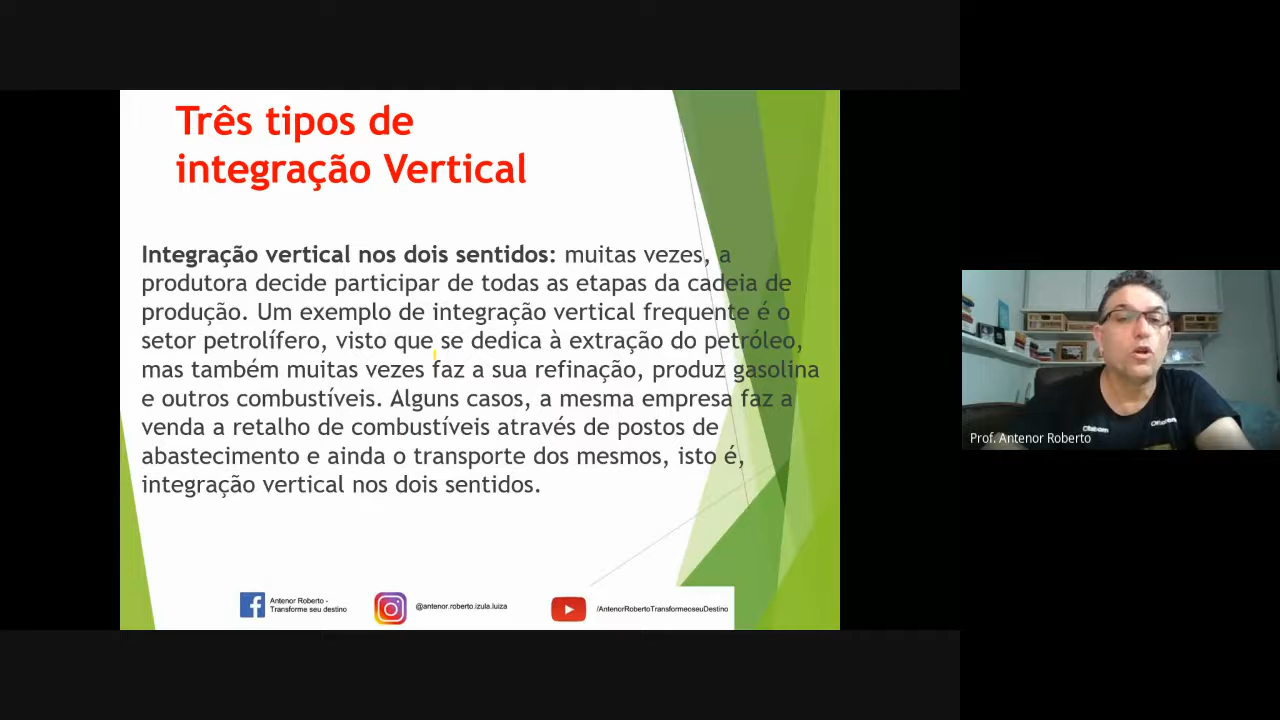 Três tipos de
integração Vertical
Integração vertical nos dois sentidos: muitas vezes, a
produtora decide participar de todas as etapas da cadeia de
produção. Um exemplo de integração vertical frequente é o
setor petrolífero, visto que se dedica à extração do petróleo,
mas também muitas vezes faz a sua refinação, produz gasolina
e outros combustíveis. Alguns casos, a mesma empresa faz a
venda a retalho de combustíveis através de postos de
abastecimento e ainda o transporte dos mesmos, isto é,
integração vertical nos dois sentidos.
Antenor Roberto -
Transforme seu destino
@antenor.roberto.izula.luiza
/AntenorRobertoTransformeoseuDestino
Prof. Antenor Roberto